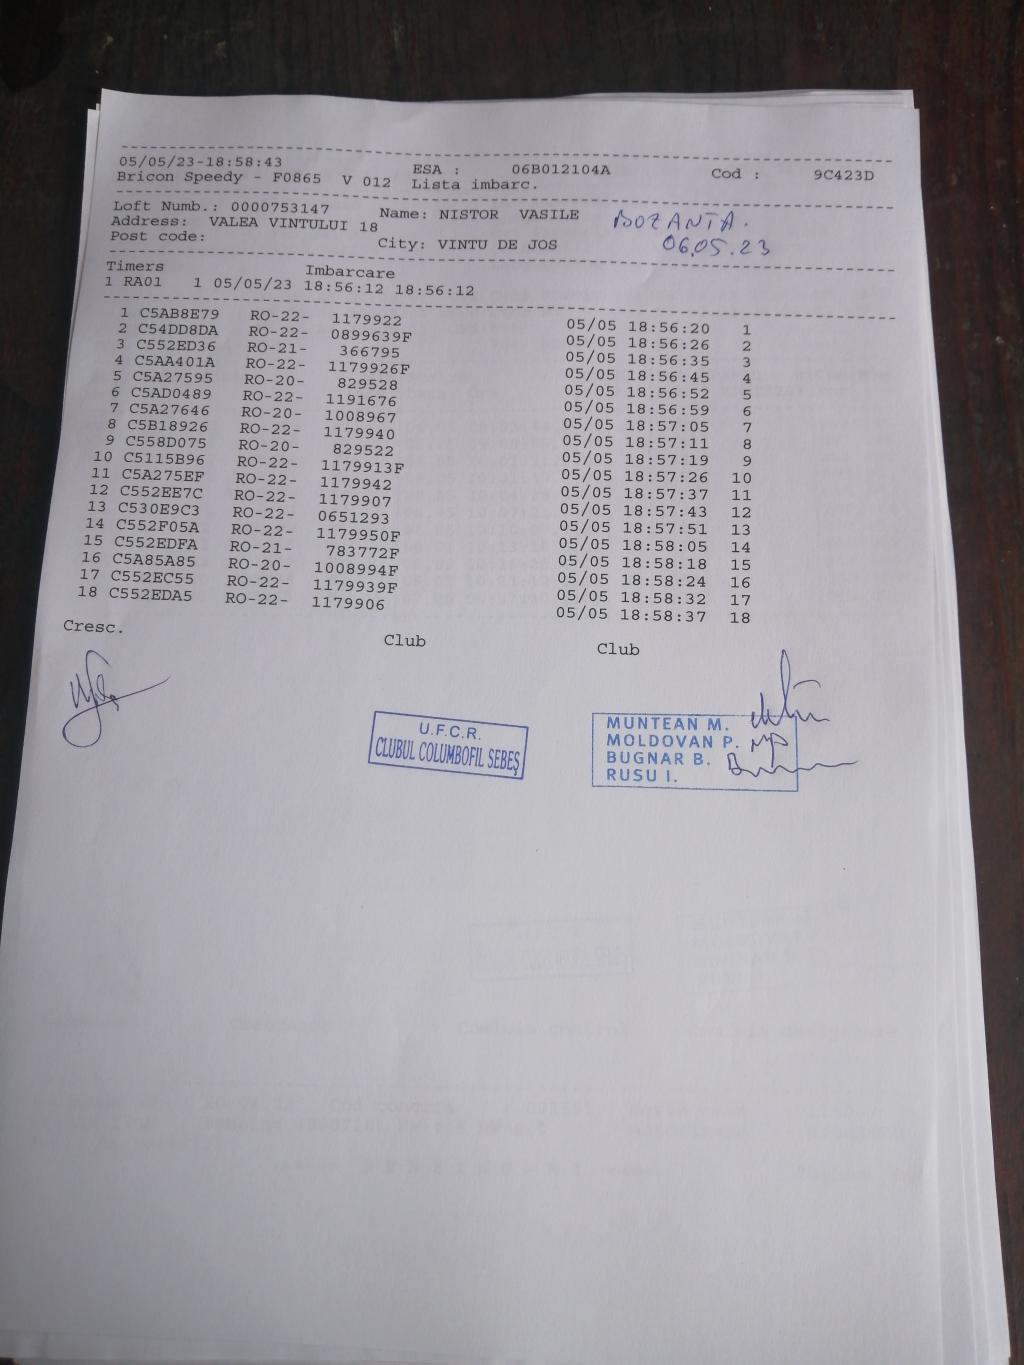 05/05/23-18:58:43 ESA : 06B012104A Cod : 9C423D
Bricon Speedy - F0865 V 012 Lista imbarc.
Loft Numb.: 0000753147 Name: NISTOR VASILE BOZANTA.
Address: VALEA VINTULUI 18
Post code: City: VINTU DE JOS 06.05.23
Timers Imbarcare
1 RA01 1 05/05/23 18:56:12 18:56:12
1 C5AB8E79 RO-22- 1179922 05/05 18:56:20 1
2 C54DD8DA RO-22- 0899639F 05/05 18:56:26 2
3 C552ED36 RO-21- 366795 05/05 18:56:35 3
4 C5AA401A RO-22- 1179926F 05/05 18:56:45 4
5 C5A27595 RO-20- 829528 05/05 18:56:52 5
6 C5AD0489 RO-22- 1191676 05/05 18:56:59 6
7 C5A27646 RO-20- 1008967 05/05 18:57:05 7
8 C5B18926 RO-22- 1179940 05/05 18:57:11 8
9 C558D075 RO-20- 829522 05/05 18:57:19 9
10 C5115B96 RO-22- 1179913F 05/05 18:57:26 10
11 C5A275EF RO-22- 1179942 05/05 18:57:37 11
12 C552EE7C RO-22- 1179907 05/05 18:57:43 12
13 C530E9C3 RO-22- 0651293 05/05 18:57:51 13
14 C552F05A RO-22- 1179950F 05/05 18:58:05 14
15 C552EDFA RO-21- 783772F 05/05 18:58:18 15
16 C5A85A85 RO-20- 1008994F 05/05 18:58:24 16
17 C552EC55 RO-22- 1179939F 05/05 18:58:32 17
18 C552EDA5 RO-22- 1179906 05/05 18:58:37 18
Cresc. Club Club
U.F.C.R.
CLUBUL COLUMBOFIL SEBEȘ
MUNTEAN M.
MOLDOVAN P.
BUGNAR B.
RUSU I.